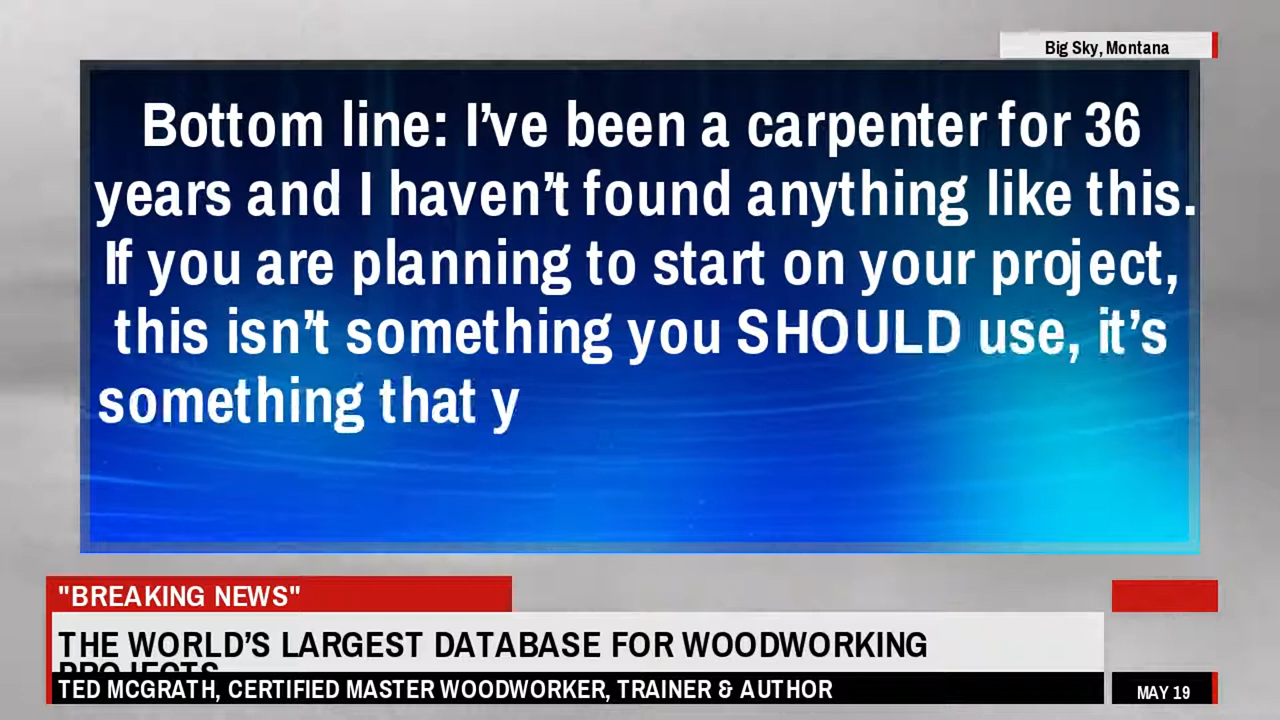 Big Sky, Montana
Bottom line: I’ve been a carpenter for 36
years and I haven’t found anything like this.
If you are planning to start on your project,
this isn’t something you SHOULD use, it’s
something that y
"BREAKING NEWS"
THE WORLD’S LARGEST DATABASE FOR WOODWORKING
PROJECTS
TED MCGRATH, CERTIFIED MASTER WOODWORKER, TRAINER & AUTHOR
MAY 19